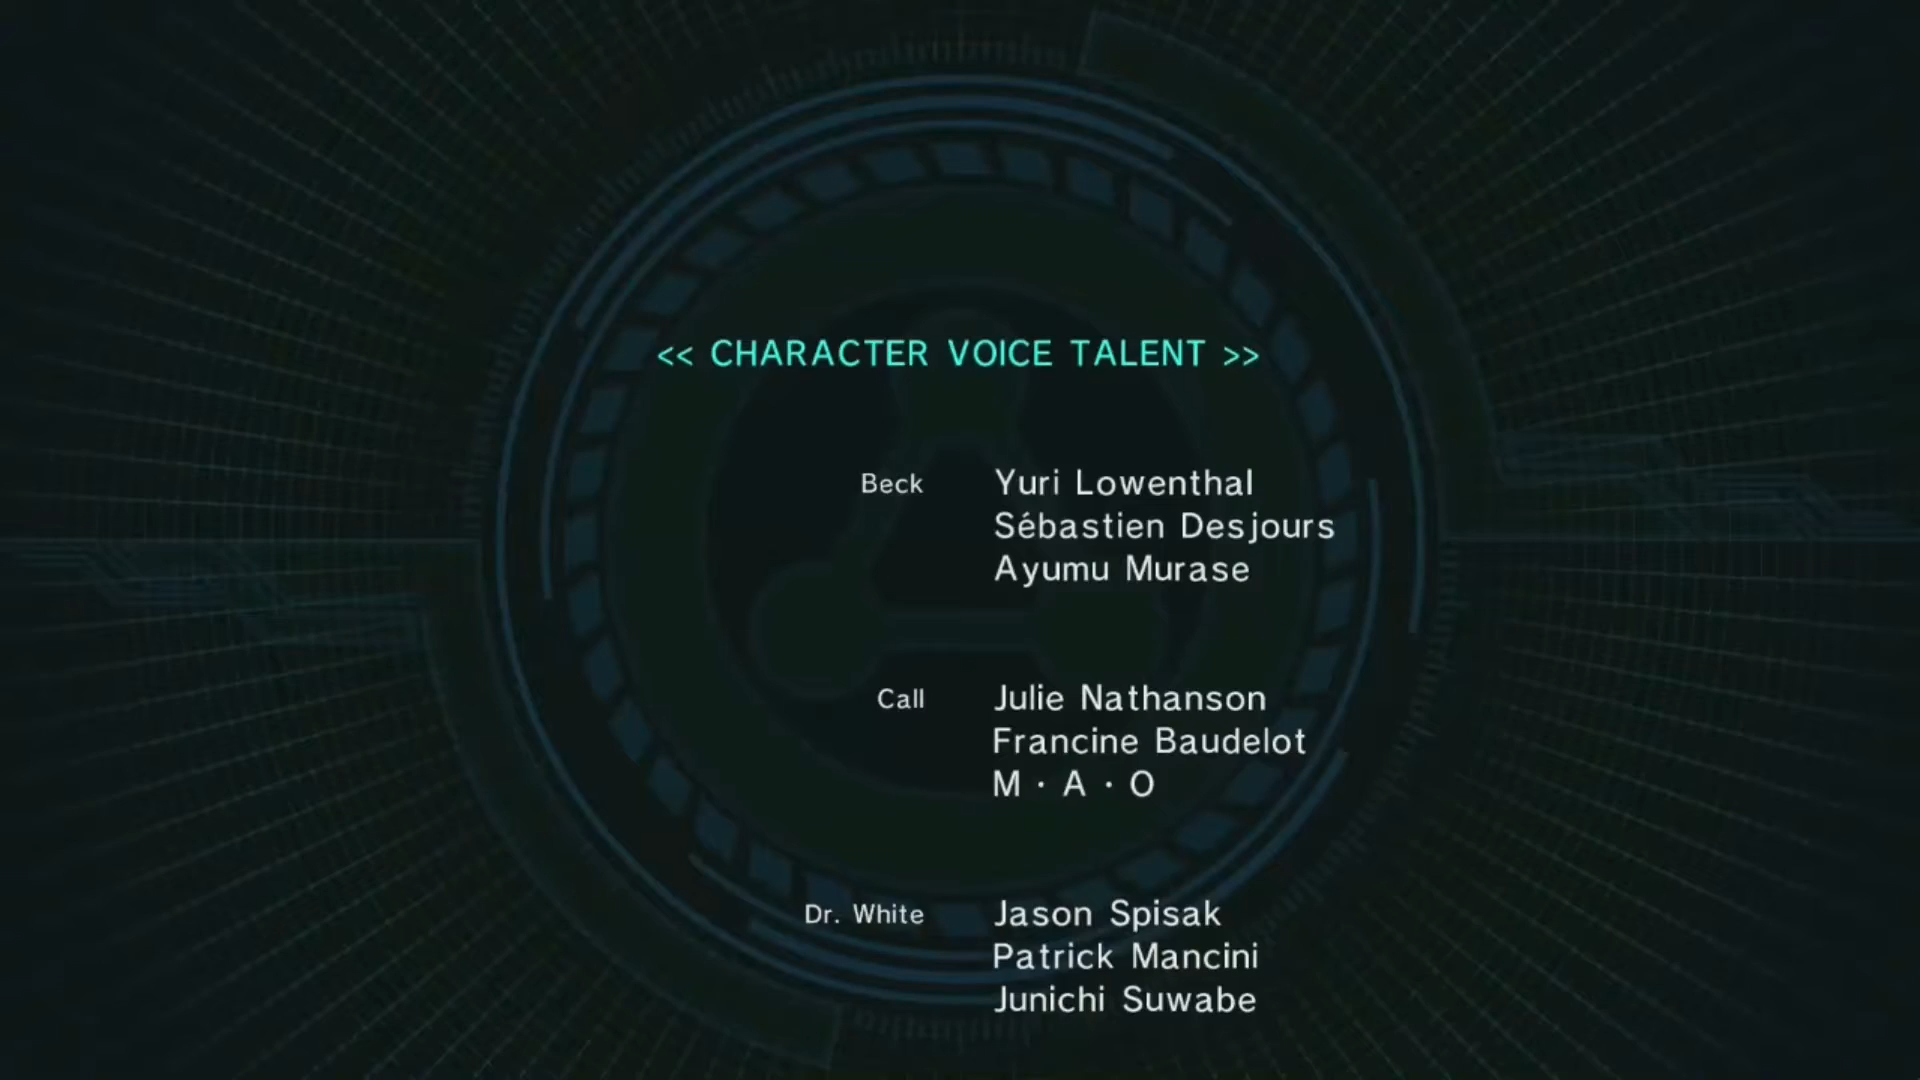 << CHARACTER VOICE TALENT >>
Beck Yuri Lowenthal
Sébastien Desjours
Ayumu Murase
Call Julie Nathanson
Francine Baudelot
M・A・O
Dr. White Jason Spisak
Patrick Mancini
Junichi Suwabe